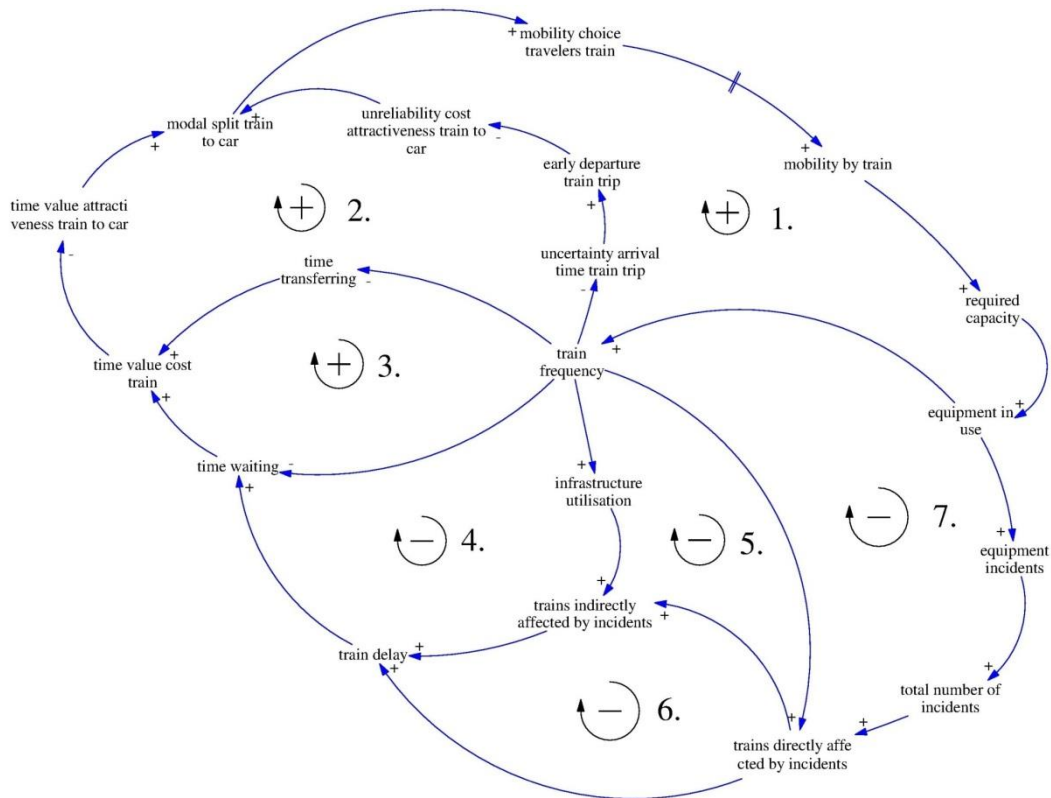 +
mobility choice
travelers train
modal split train
to car
+
+
unreliability cost
attractiveness train to
car
-
early departure
train trip
+
+
mobility by train
time value attracti
veness train to car
-
+ 2.
+ 1.
time
transferring
-
uncertainty arrival
time train trip
-
+
required
capacity
time value cost
train
+
+
+ 3.
train
frequency
+
equipment in
use
+
time waiting
-
+
+
infrastructure
utilisation
− 4.
− 5.
− 7.
+
equipment
incidents
+
trains indirectly
affected by incidents
+
train delay
+
+
− 6.
+
total number of
incidents
+
+
trains directly affe
cted by incidents